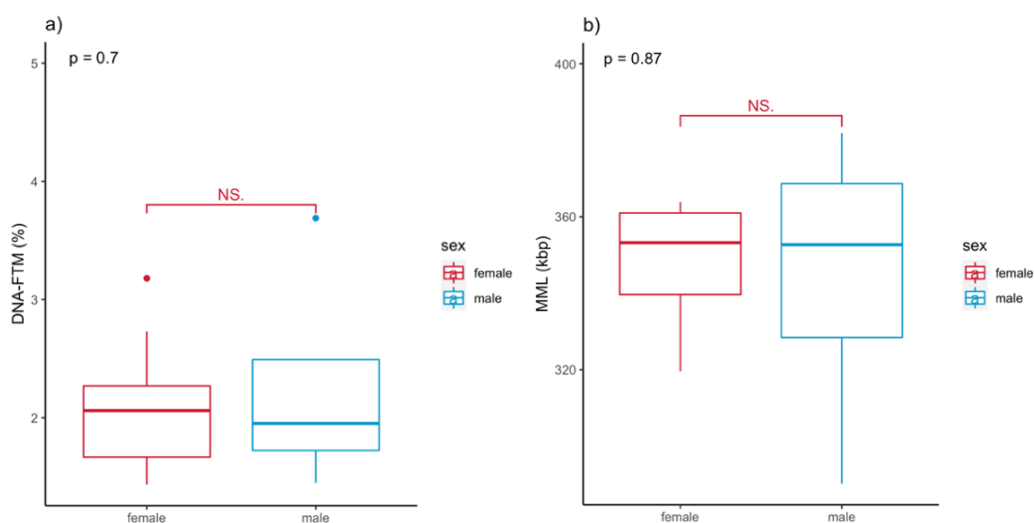 a)
p = 0.7
5
4
3
2
DNA-FTM (%)
NS.
female
male
sex
a female
a male
b)
p = 0.87
400
360
320
MML (kbp)
NS.
female
male
sex
a female
a male